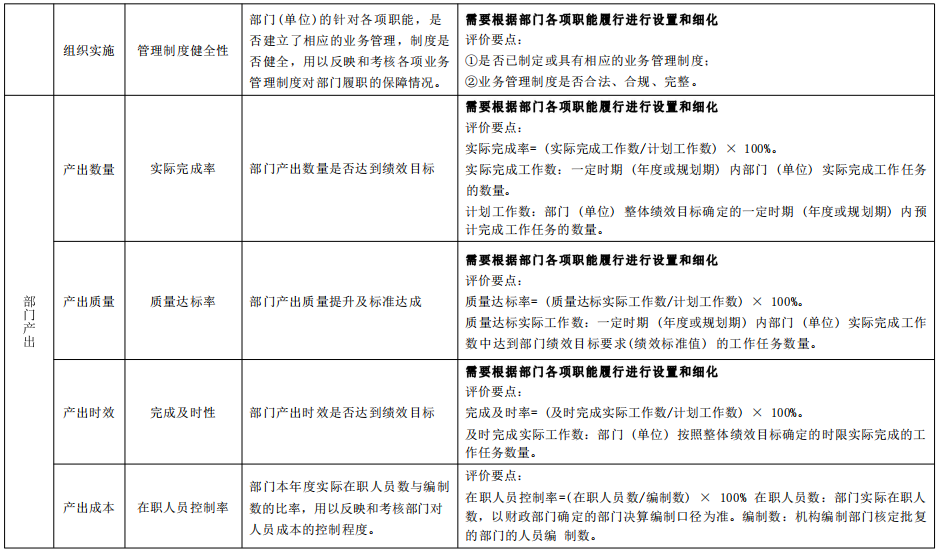 组织实施
管理制度健全性
部门(单位)的针对各项职能,是
否建立了相应的业务管理,制度是
否健全,用以反映和考核各项业务
管理制度对部门履职的保障情况。
需要根据部门各项职能履行进行设置和细化
评价要点:
①是否已制定或具有相应的业务管理制度;
②业务管理制度是否合法、合规、完整。
部门产出
产出数量
实际完成率
部门产出数量是否达到绩效目标
需要根据部门各项职能履行进行设置和细化
评价要点:
实际完成率= (实际完成工作数/计划工作数) × 100%。
实际完成工作数: 一定时期 (年度或规划期) 内部门 (单位) 实际完成工作任务
的数量。
计划工作数: 部门 (单位) 整体绩效目标确定的一定时期 (年度或规划期) 内预
计完成工作任务的数量。
产出质量
质量达标率
部门产出质量提升及标准达成
需要根据部门各项职能履行进行设置和细化
评价要点:
质量达标率= (质量达标实际工作数/计划工作数) × 100%。
质量达标实际工作数: 一定时期 (年度或规划期) 内部门 (单位) 实际完成工作
数中达到部门绩效目标要求(绩效标准值) 的工作任务数量。
产出时效
完成及时性
部门产出时效是否达到绩效目标
需要根据部门各项职能履行进行设置和细化
评价要点:
完成及时率= (及时完成实际工作数/计划工作数) × 100%。
及时完成实际工作数: 部门 (单位) 按照整体绩效目标确定的时限实际完成的工
作任务数量。
产出成本
在职人员控制率
部门本年度实际在职人员数与编制
数的比率,用以反映和考核部门对
人员成本的控制程度。
评价要点:
在职人员控制率=(在职人员数/编制数) × 100% 在职人员数: 部门实际在职人
数, 以财政部门确定的部门决算编制口径为准。编制数: 机构编制部门核定批复
的部门的人员编 制数。